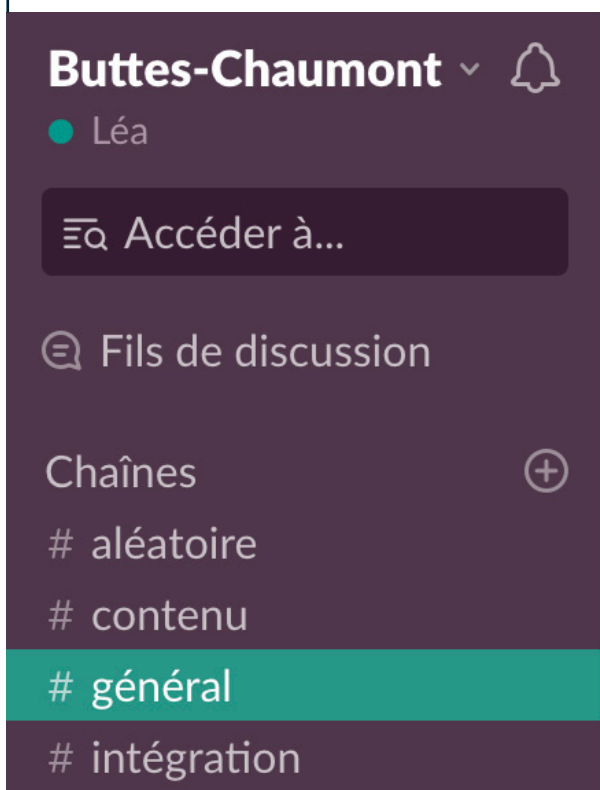 Buttes-Chaumont
Léa
Accéder à...
Fils de discussion
Chaînes
# aléatoire
# contenu
# général
# intégration